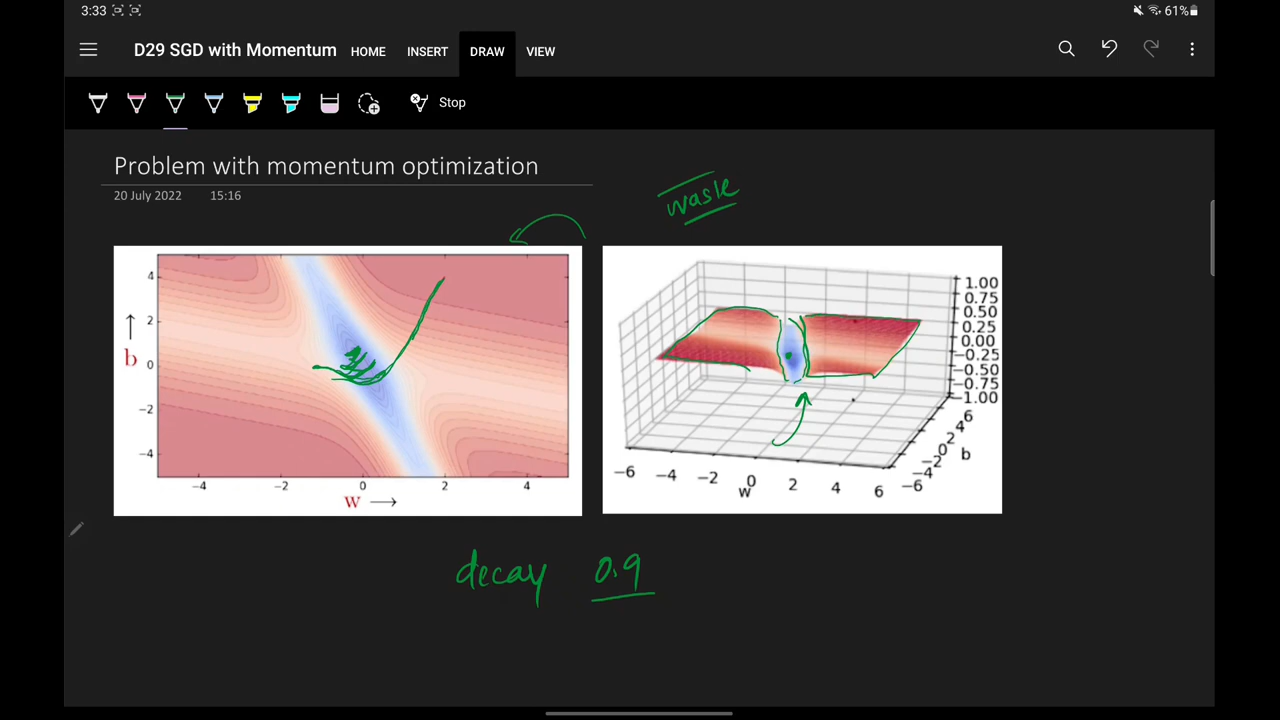 3:33 61%
D29 SGD with Momentum HOME INSERT DRAW VIEW
Stop
Problem with momentum optimization
20 July 2022 15:16
waste
4
2
0
−2
−4
b
−4 −2 0 2 4
w
1.00
0.75
0.50
0.25
0.00
−0.25
−0.50
−0.75
−1.00
−6 −4 −2 0 2 4 6
w
6
4
2
0
−2
−4
−6
b
decay 0.9